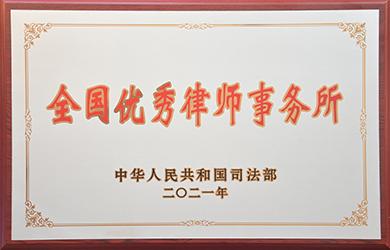 全国优秀律师事务所
中华人民共和国司法部
二〇二一年